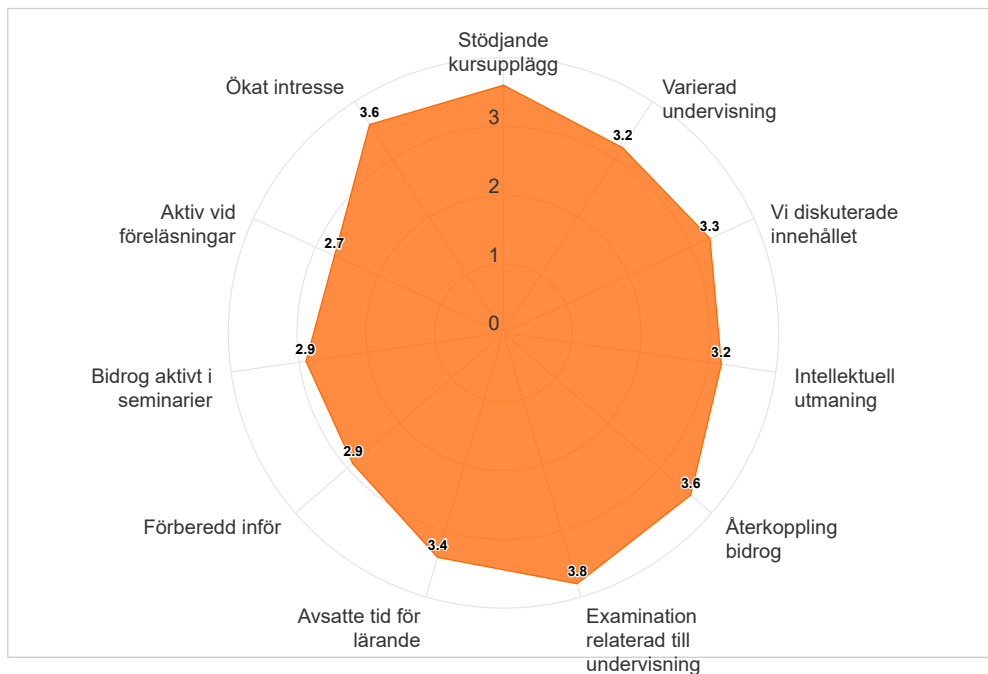 Stödjande
kursupplägg
Ökat intresse
Varierad
undervisning
3.6
3
3.2
2
Aktiv vid
föreläsningar
Vi diskuterade
innehållet
3.3
2.7
1
0
2.9
3.2
Bidrog aktivt i
seminarier
Intellektuell
utmaning
2.9
3.6
Förberedd inför
Återkoppling
bidrog
3.4
3.8
Avsatte tid för
lärande
Examination
relaterad till
undervisning